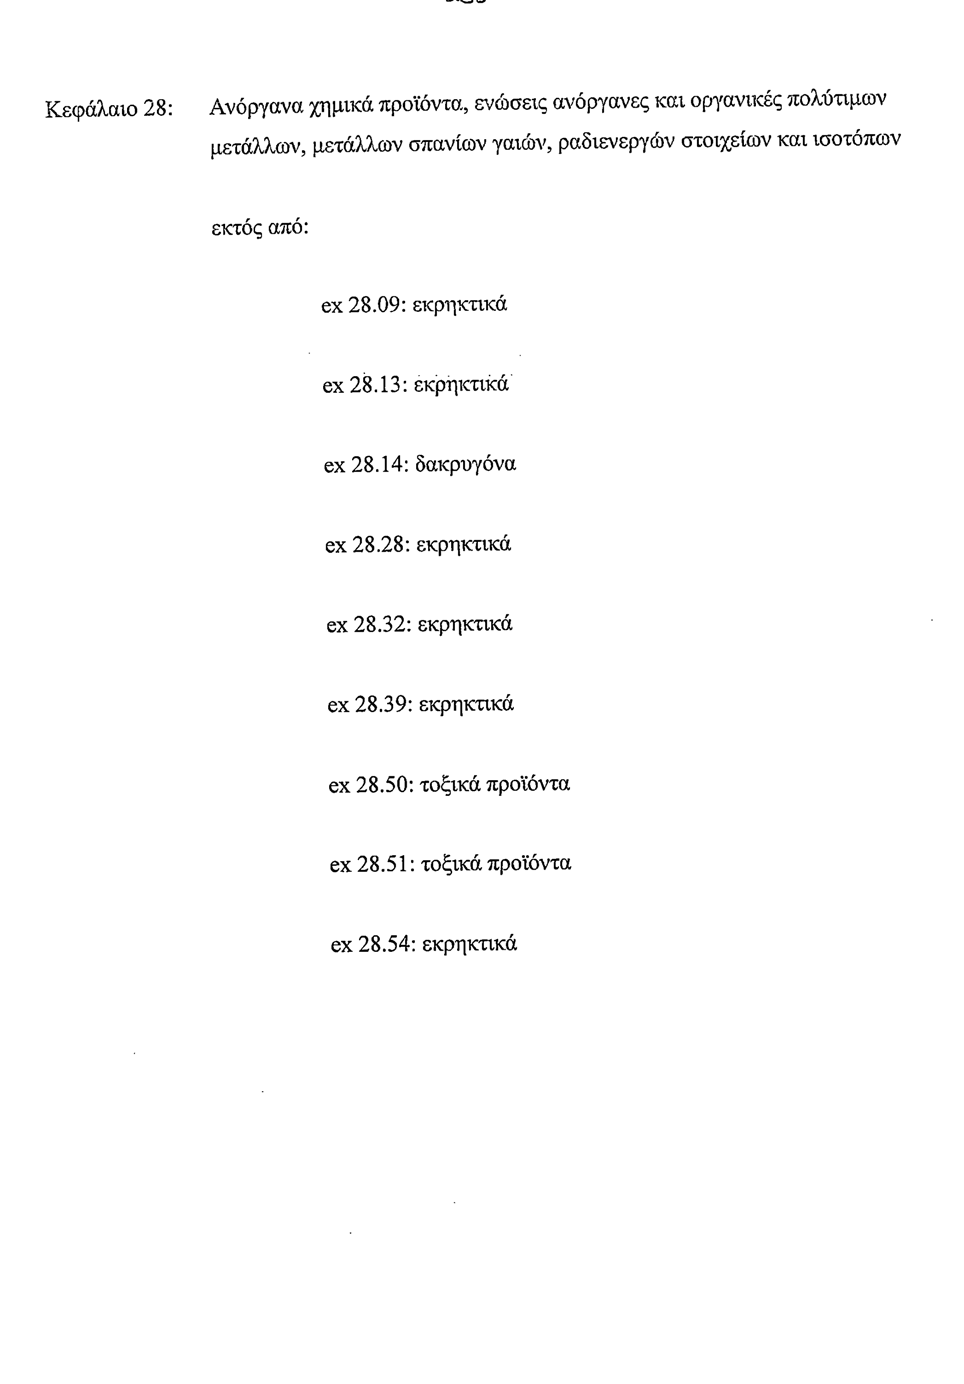 Κεφάλαιο 28: Ανόργανα χημικά προϊόντα, ενώσεις ανόργανες και οργανικές πολύτιμων
μετάλλων, μετάλλων σπανίων γαιών, ραδιενεργών στοιχείων και ισοτόπων
εκτός από:
ex 28.09: εκρηκτικά
ex 28.13: εκρηκτικά
ex 28.14: δακρυγόνα
ex 28.28: εκρηκτικά
ex 28.32: εκρηκτικά
ex 28.39: εκρηκτικά
ex 28.50: τοξικά προϊόντα
ex 28.51: τοξικά προϊόντα
ex 28.54: εκρηκτικά